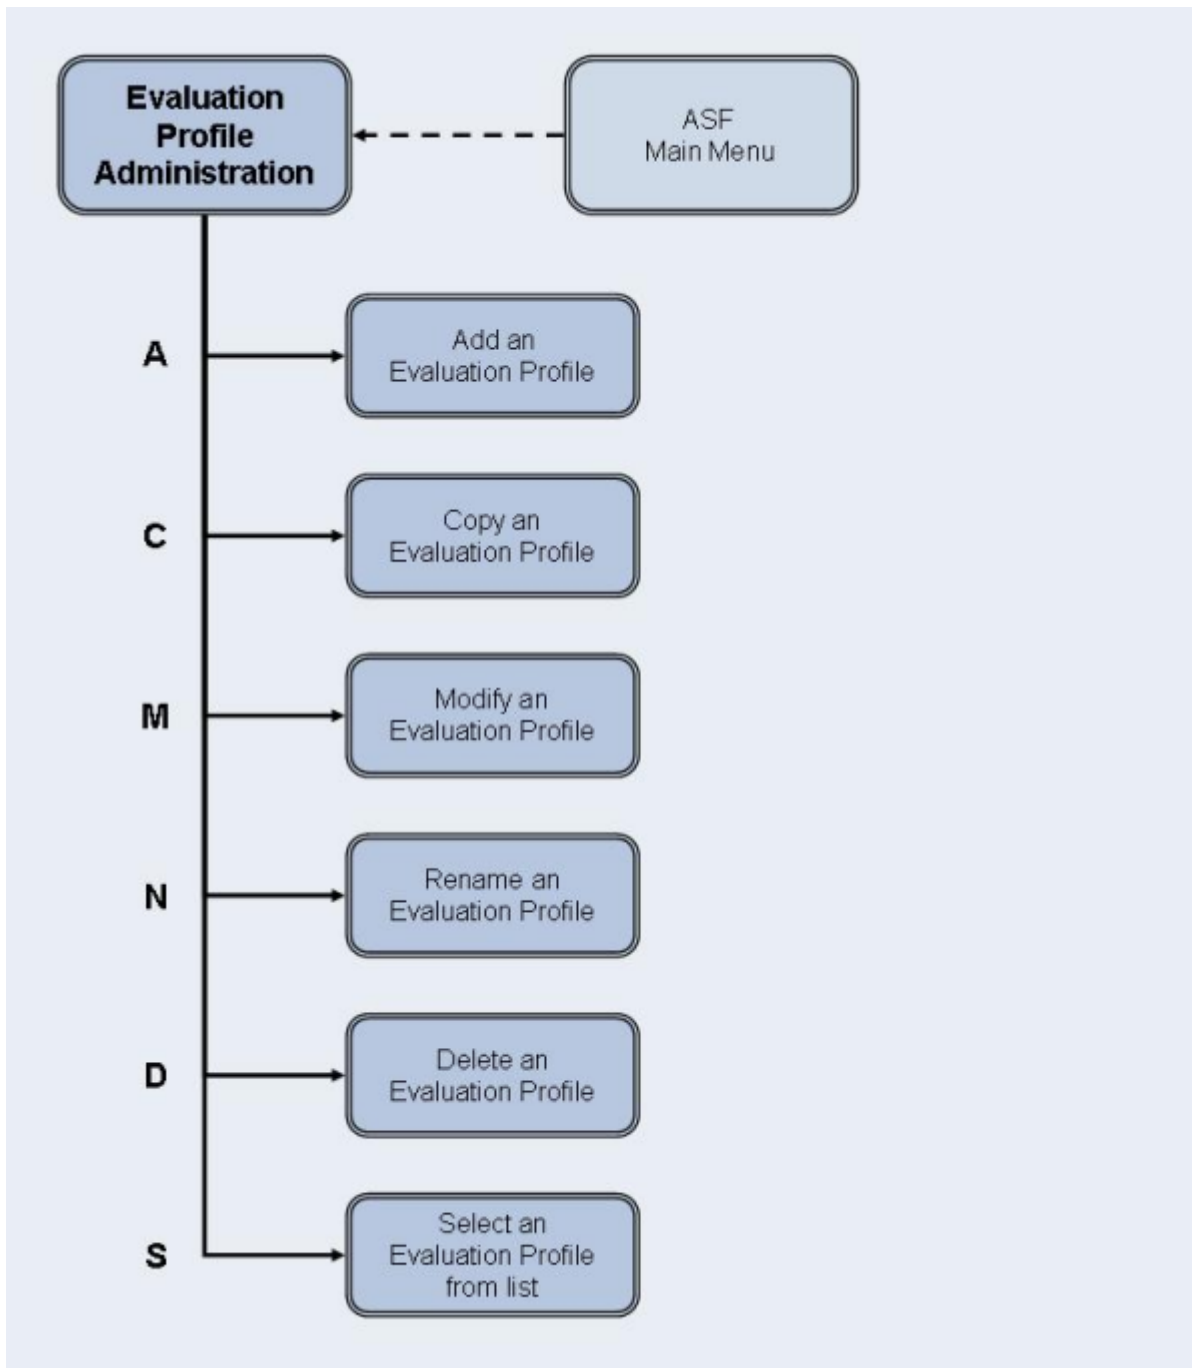 Evaluation
Profile
Administration
ASF
Main Menu
A
Add an
Evaluation Profile
C
Copy an
Evaluation Profile
M
Modify an
Evaluation Profile
N
Rename an
Evaluation Profile
D
Delete an
Evaluation Profile
S
Select an
Evaluation Profile
from list